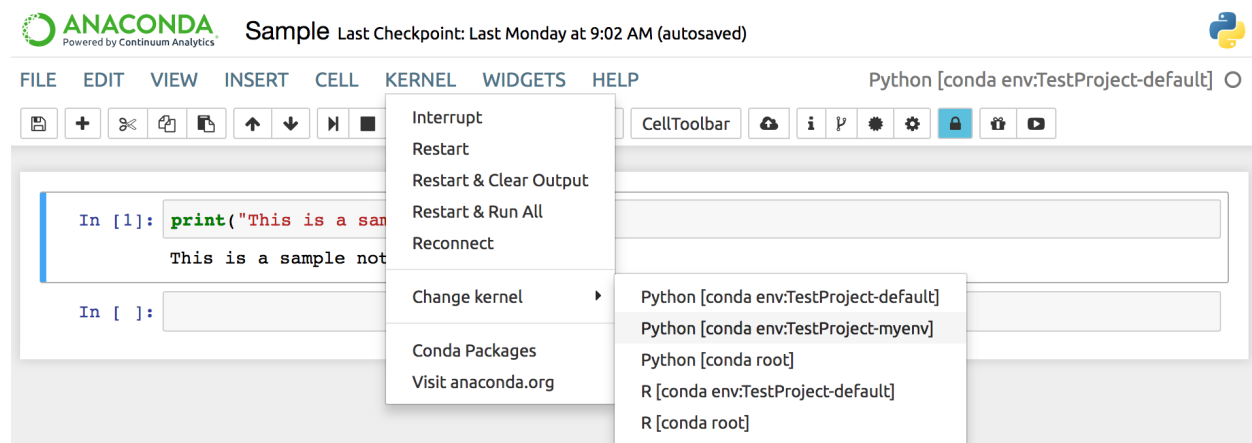 ANACONDA
Powered by Continuum Analytics
Sample Last Checkpoint: Last Monday at 9:02 AM (autosaved)
FILE EDIT VIEW INSERT CELL KERNEL WIDGETS HELP Python [conda env:TestProject-default]
CellToolbar
Interrupt
Restart
Restart & Clear Output
Restart & Run All
Reconnect
Change kernel
Conda Packages
Visit anaconda.org
Python [conda env:TestProject-default]
Python [conda env:TestProject-myenv]
Python [conda root]
R [conda env:TestProject-default]
R [conda root]
In [1]: print("This is a sam
This is a sample not
In [ ]: